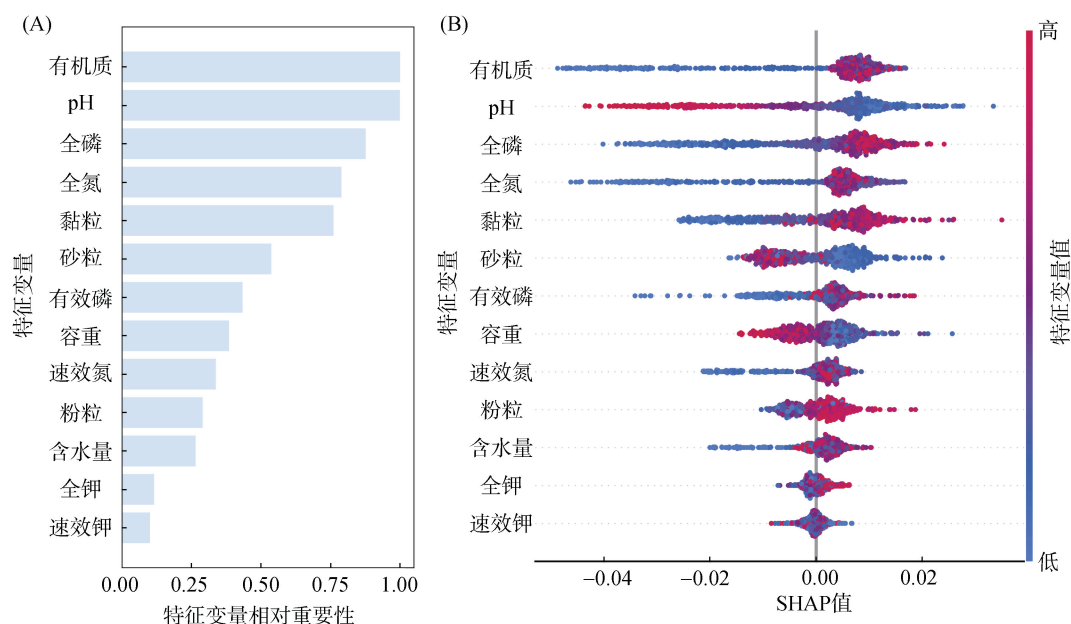 (A)
特征变量
有机质
pH
全磷
全氮
黏粒
砂粒
有效磷
容重
速效氮
粉粒
含水量
全钾
速效钾
0.00 0.25 0.50 0.75 1.00
特征变量相对重要性
(B)
特征变量
有机质
pH
全磷
全氮
黏粒
砂粒
有效磷
容重
速效氮
粉粒
含水量
全钾
速效钾
−0.04 −0.02 0.00 0.02
SHAP值
高
特征变量值
低